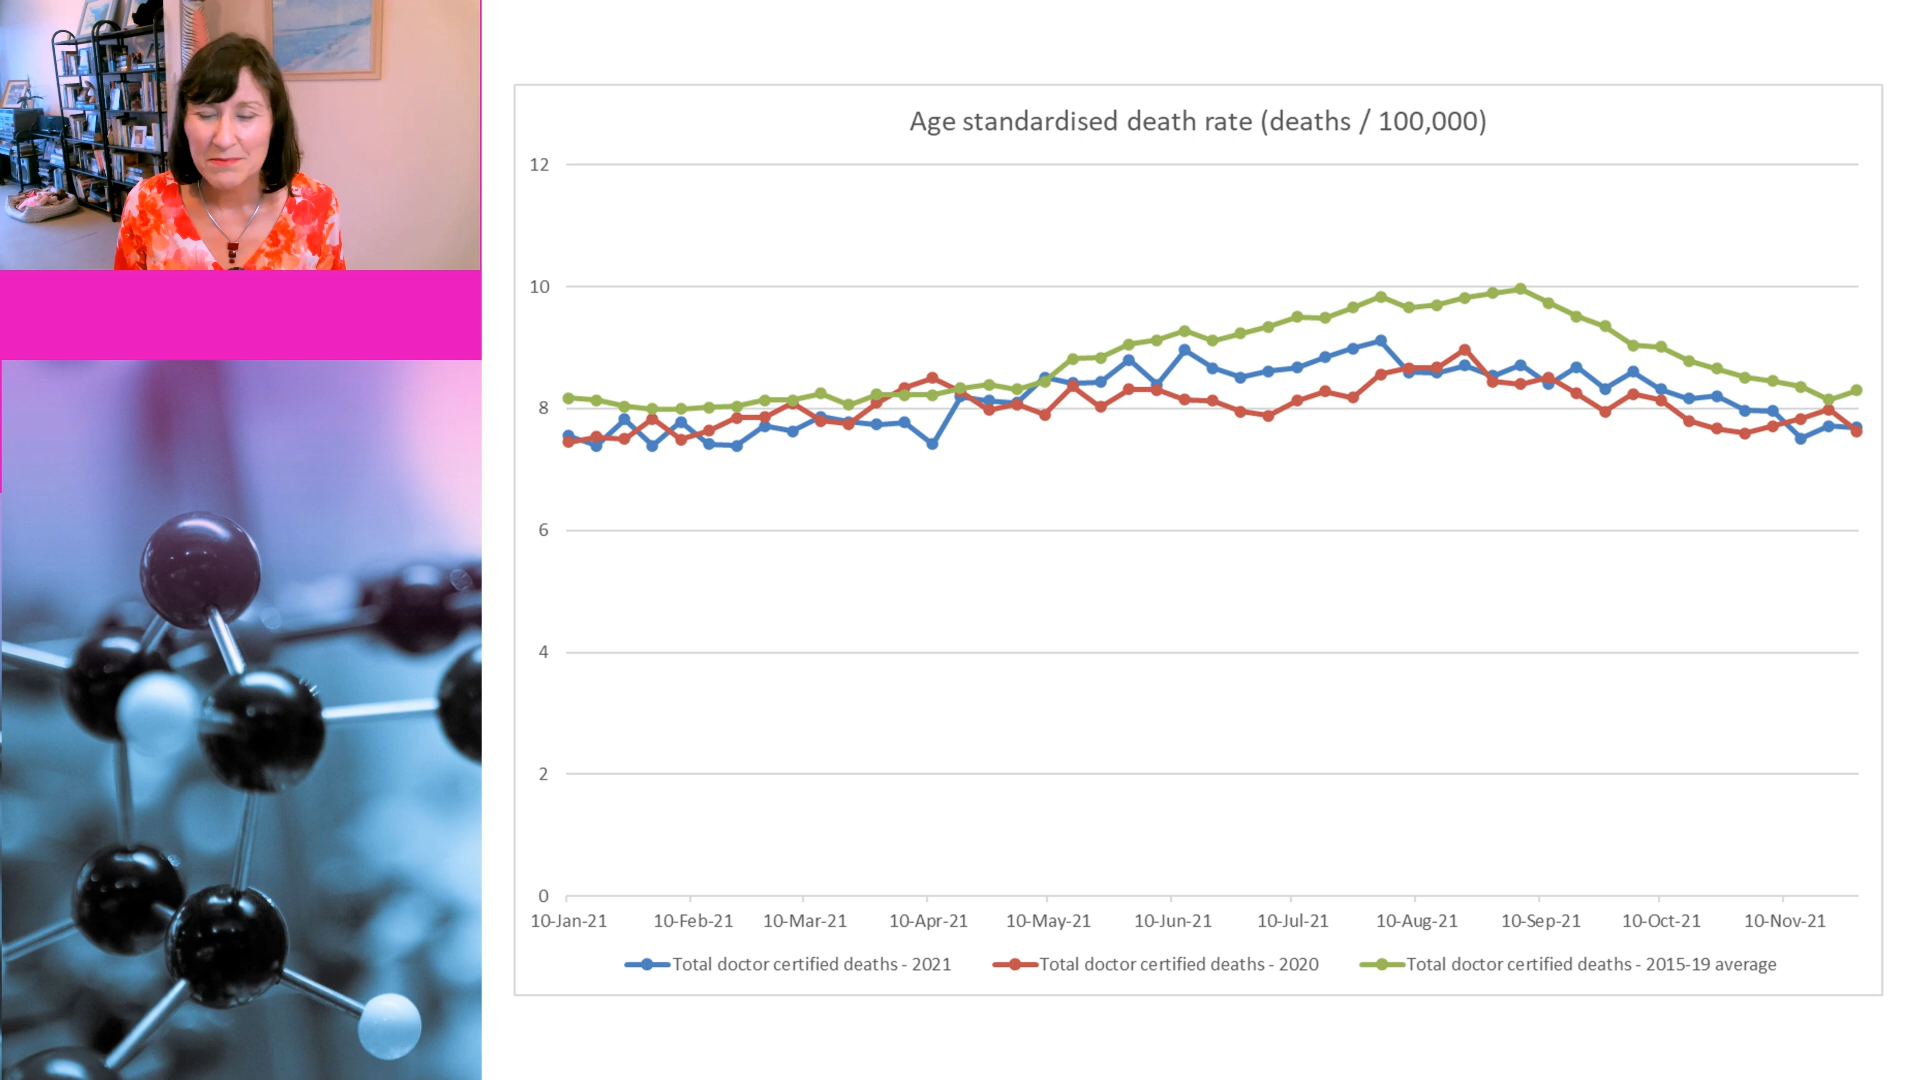 Age standardised death rate (deaths / 100,000)
12
10
8
6
4
2
0
10-Jan-21 10-Feb-21 10-Mar-21 10-Apr-21 10-May-21 10-Jun-21 10-Jul-21 10-Aug-21 10-Sep-21 10-Oct-21 10-Nov-21
Total doctor certified deaths - 2021 Total doctor certified deaths - 2020 Total doctor certified deaths - 2015-19 average